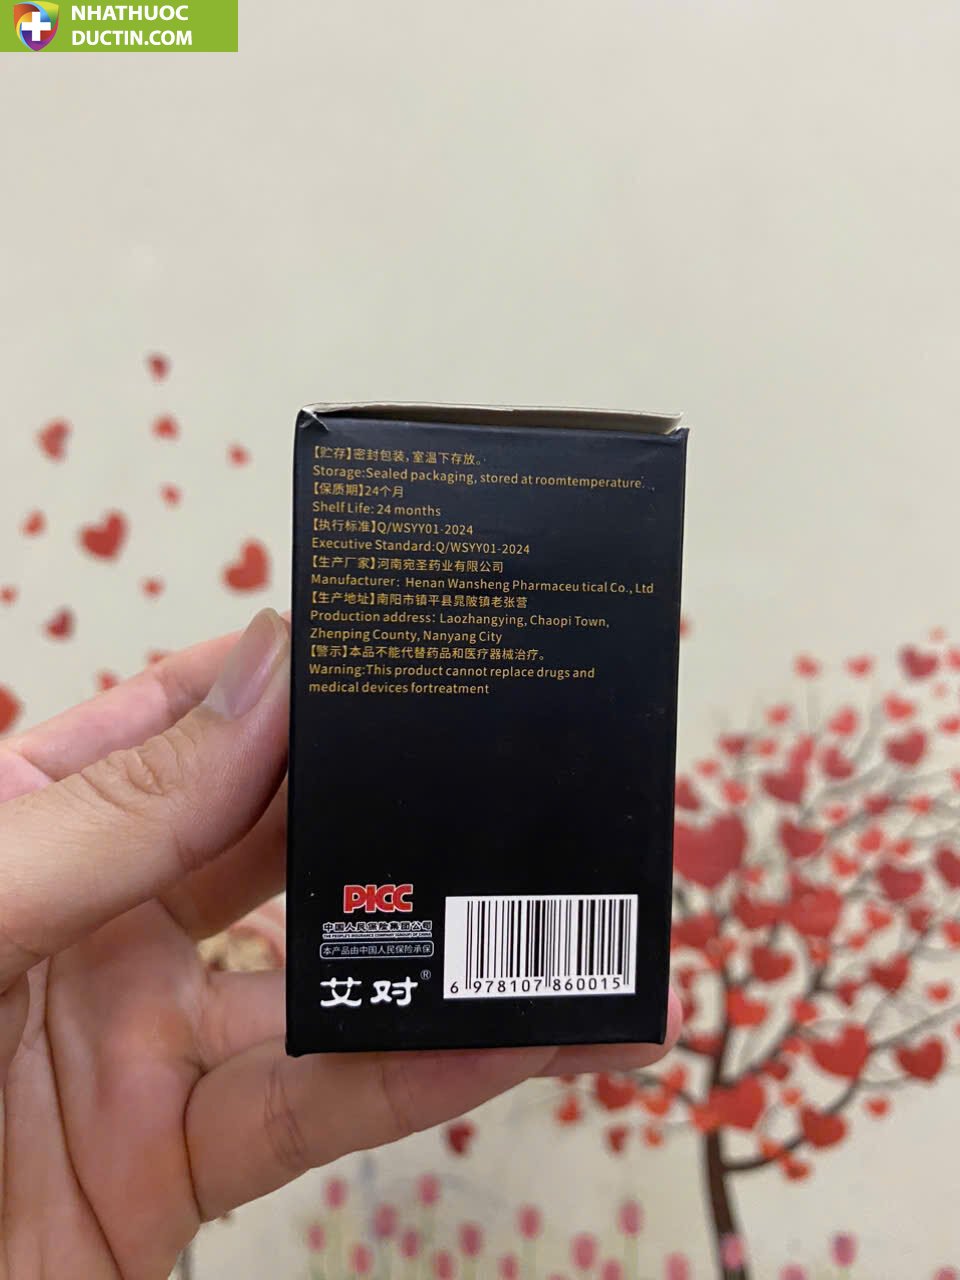 NHATHUOC
DUCTIN.COM
【贮存】密封包装，室温下存放。
Storage:Sealed packaging, stored at roomtemperature.
【保质期】24个月
Shelf Life: 24 months
【执行标准】Q/WSYY01-2024
Executive Standard:Q/WSYY01-2024
【生产厂家】河南宛圣药业有限公司
Manufacturer: Henan Wansheng Pharmaceu tical Co., Ltd
【生产地址】南阳市镇平县晁陂镇老张营
Production address: Laozhangying, Chaopi Town,
Zhenping County, Nanyang City
【警示】本品不能代替药品和医疗器械治疗。
Warning:This product cannot replace drugs and
medical devices fortreatment
PICC
中国人民保险集团公司
THE PEOPLE'S INSURANCE COMPANY (GROUP) OF CHINA
本产品由中国人民保险承保
艾对®
6 978107 860015